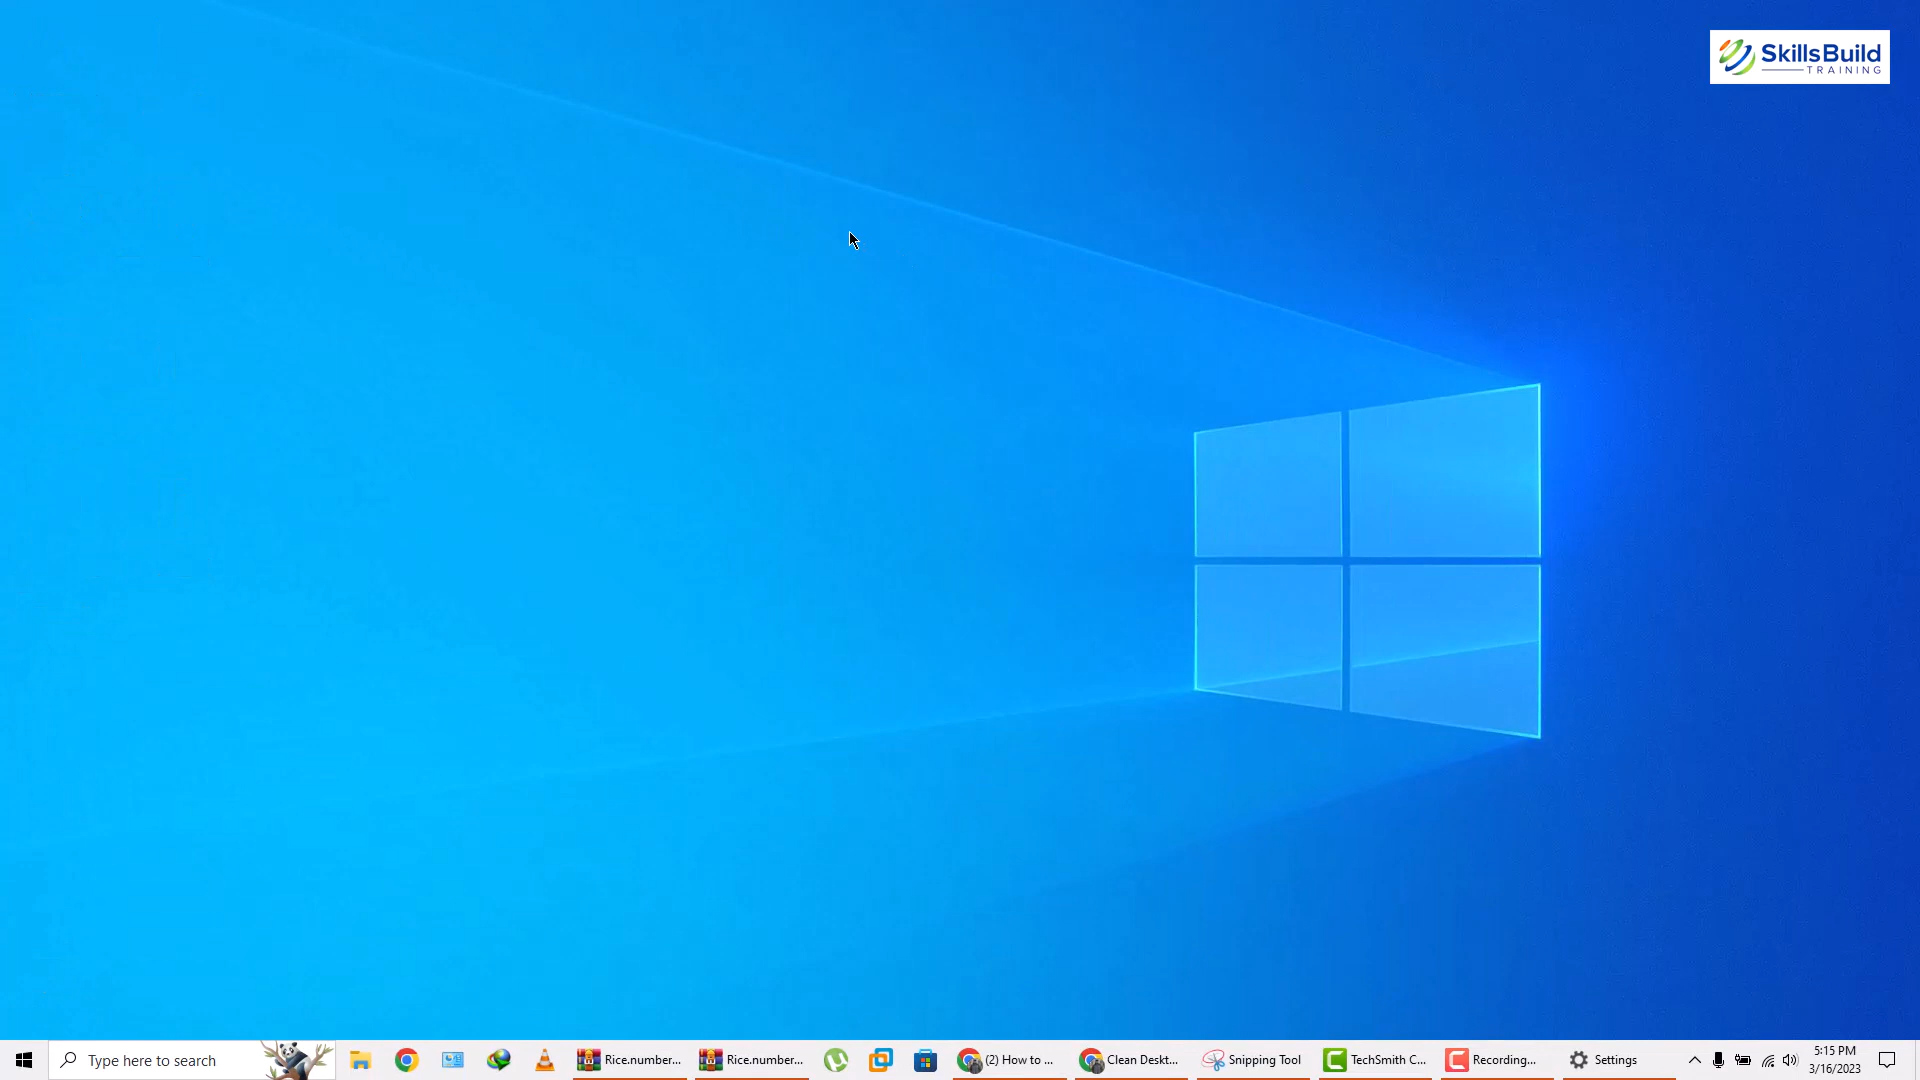 SkillsBuild
TRAINING
Type here to search
Rice.number...
Rice.number...
(2) How to ...
Clean Deskt...
Snipping Tool
TechSmith C...
Recording...
Settings
5:15 PM
3/16/2023